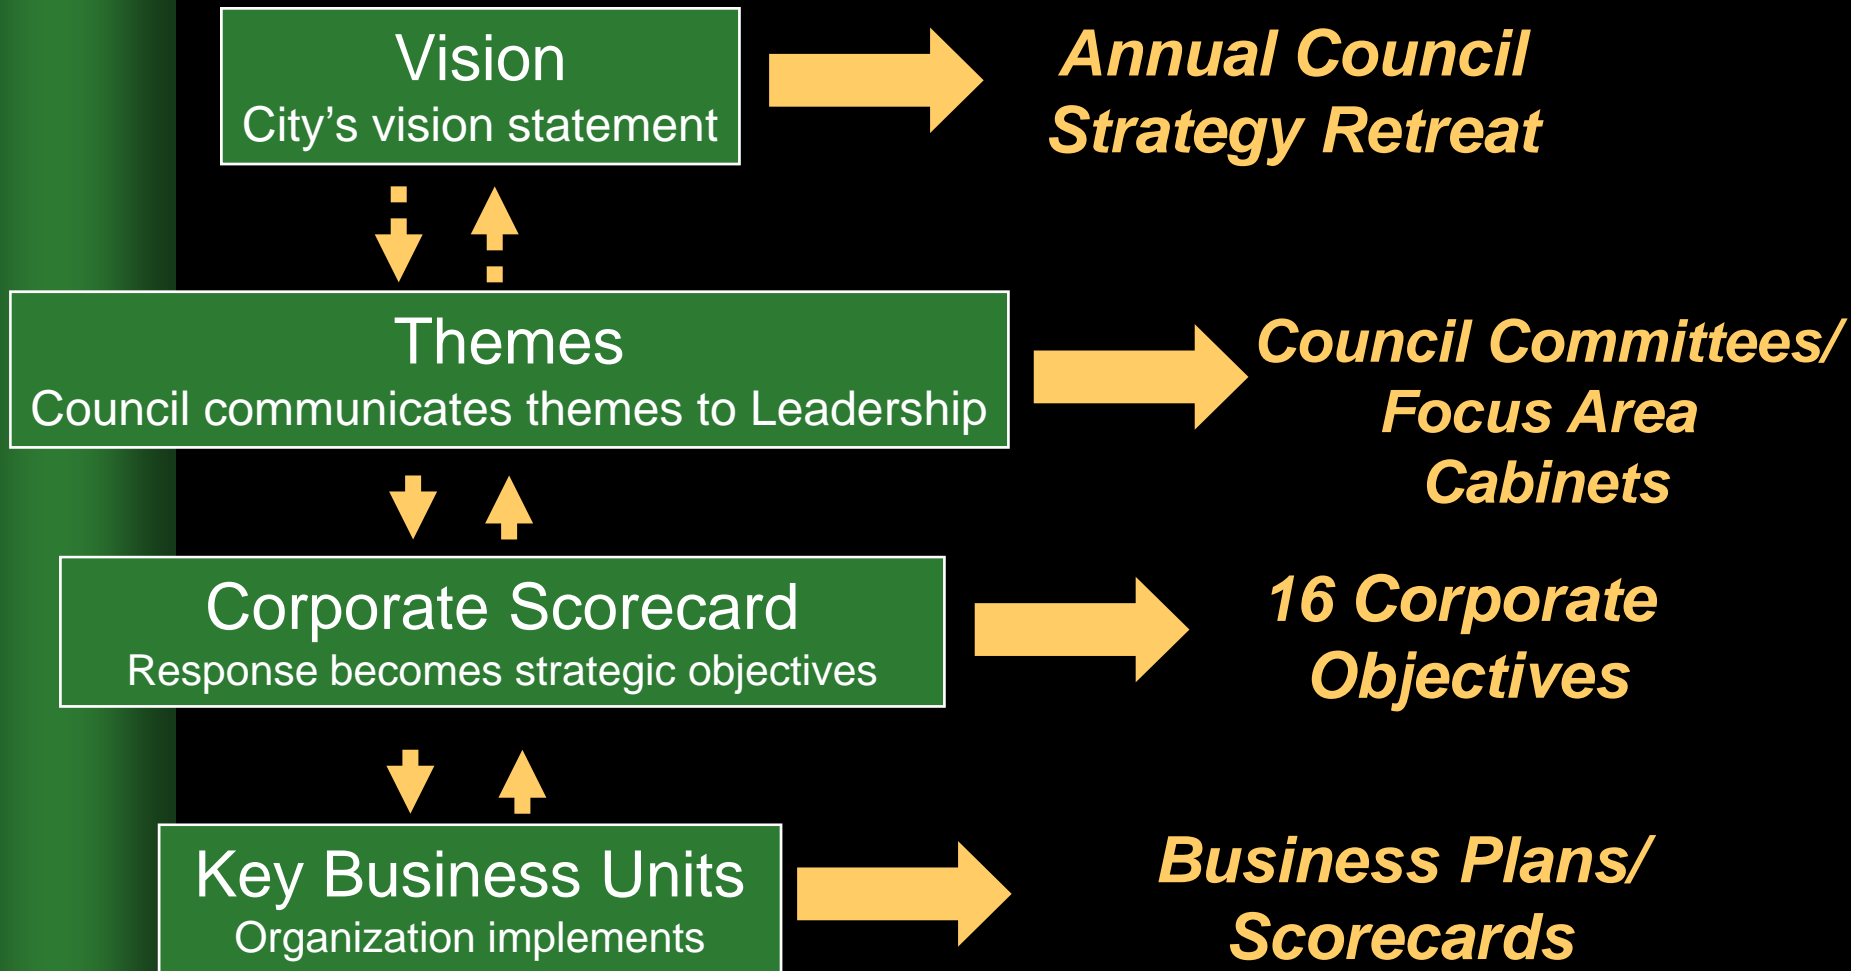 Vision
City’s vision statement
Annual Council
Strategy Retreat
Themes
Council communicates themes to Leadership
Council Committees/
Focus Area
Cabinets
Corporate Scorecard
Response becomes strategic objectives
16 Corporate
Objectives
Key Business Units
Organization implements
Business Plans/
Scorecards